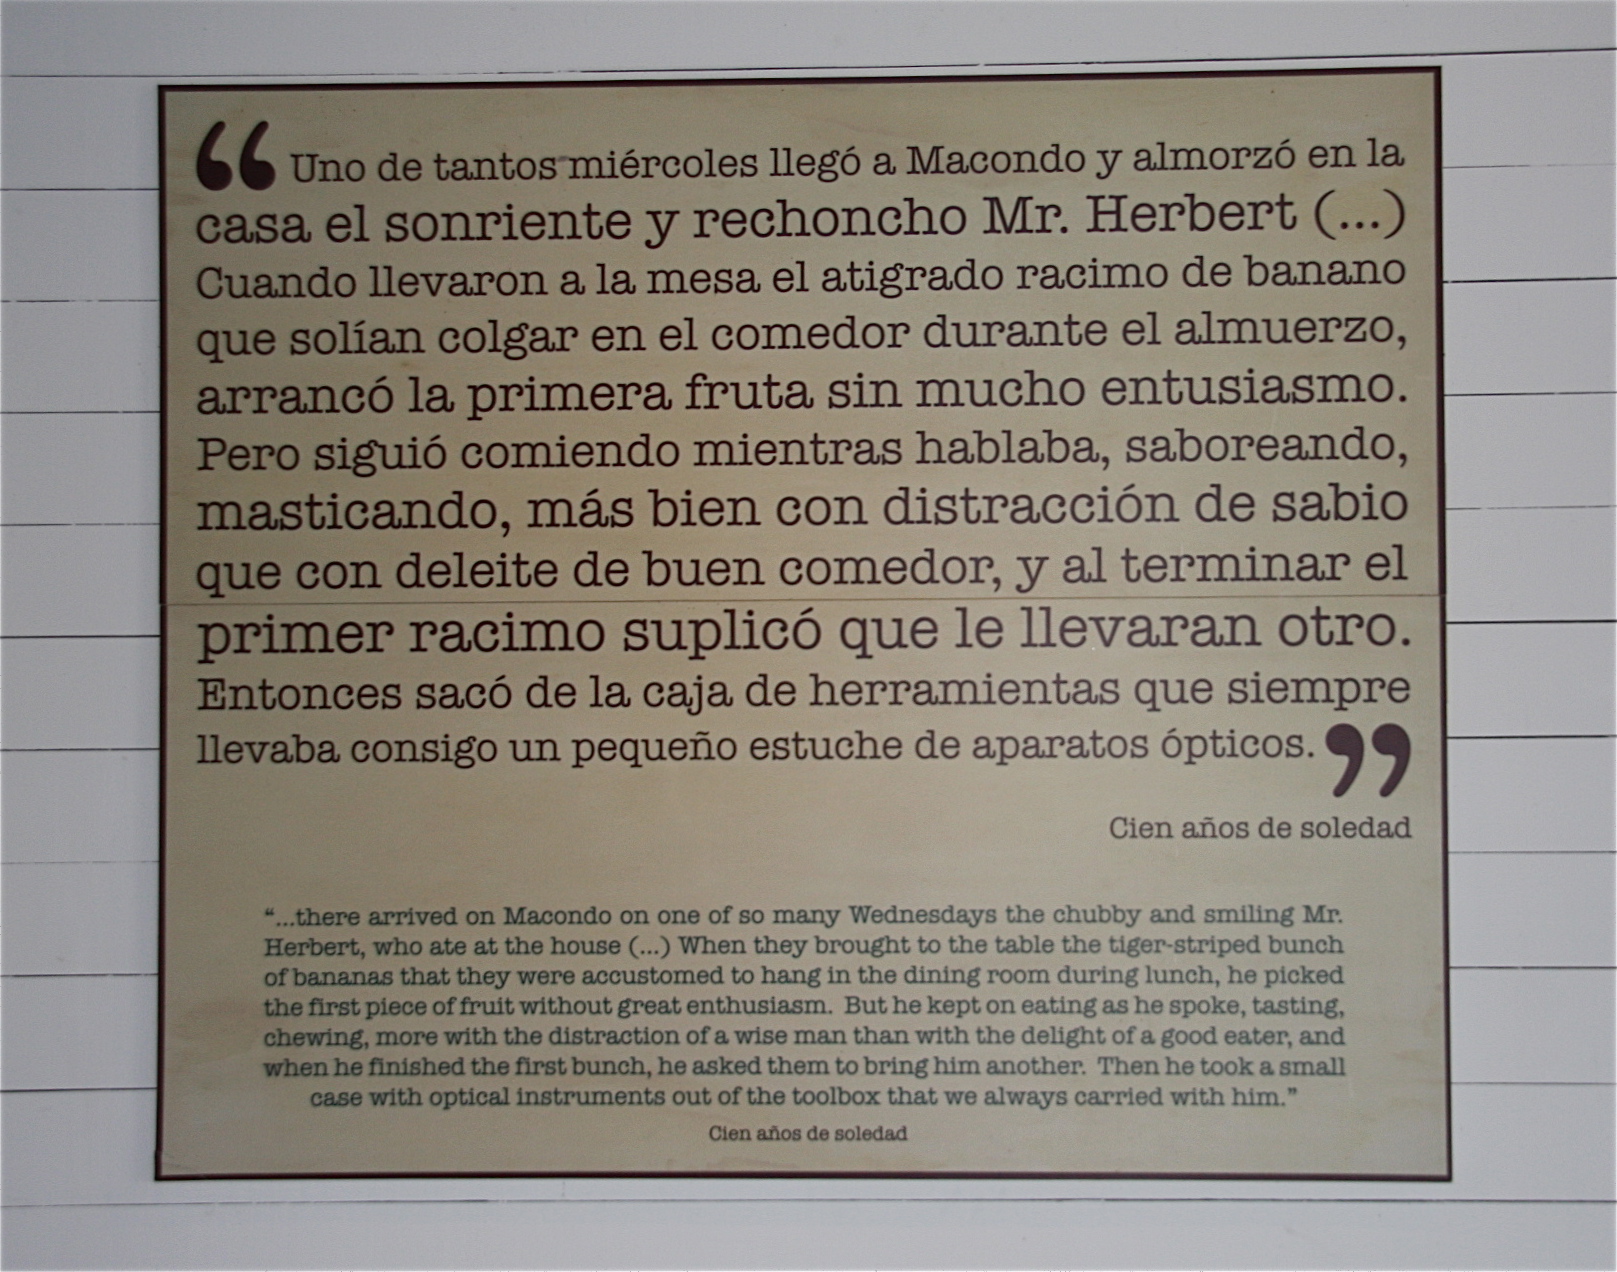 “ Uno de tantos miércoles llegó a Macondo y almorzó en la
casa el sonriente y rechoncho Mr. Herbert (...)
Cuando llevaron a la mesa el atigrado racimo de banano
que solían colgar en el comedor durante el almuerzo,
arrancó la primera fruta sin mucho entusiasmo.
Pero siguió comiendo mientras hablaba, saboreando,
masticando, más bien con distracción de sabio
que con deleite de buen comedor, y al terminar el
primer racimo suplicó que le llevaran otro.
Entonces sacó de la caja de herramientas que siempre
llevaba consigo un pequeño estuche de aparatos ópticos. ”
Cien años de soledad
“...there arrived on Macondo on one of so many Wednesdays the chubby and smiling Mr.
Herbert, who ate at the house (...) When they brought to the table the tiger-striped bunch
of bananas that they were accustomed to hang in the dining room during lunch, he picked
the first piece of fruit without great enthusiasm. But he kept on eating as he spoke, tasting,
chewing, more with the distraction of a wise man than with the delight of a good eater, and
when he finished the first bunch, he asked them to bring him another. Then he took a small
case with optical instruments out of the toolbox that we always carried with him.”
Cien años de soledad